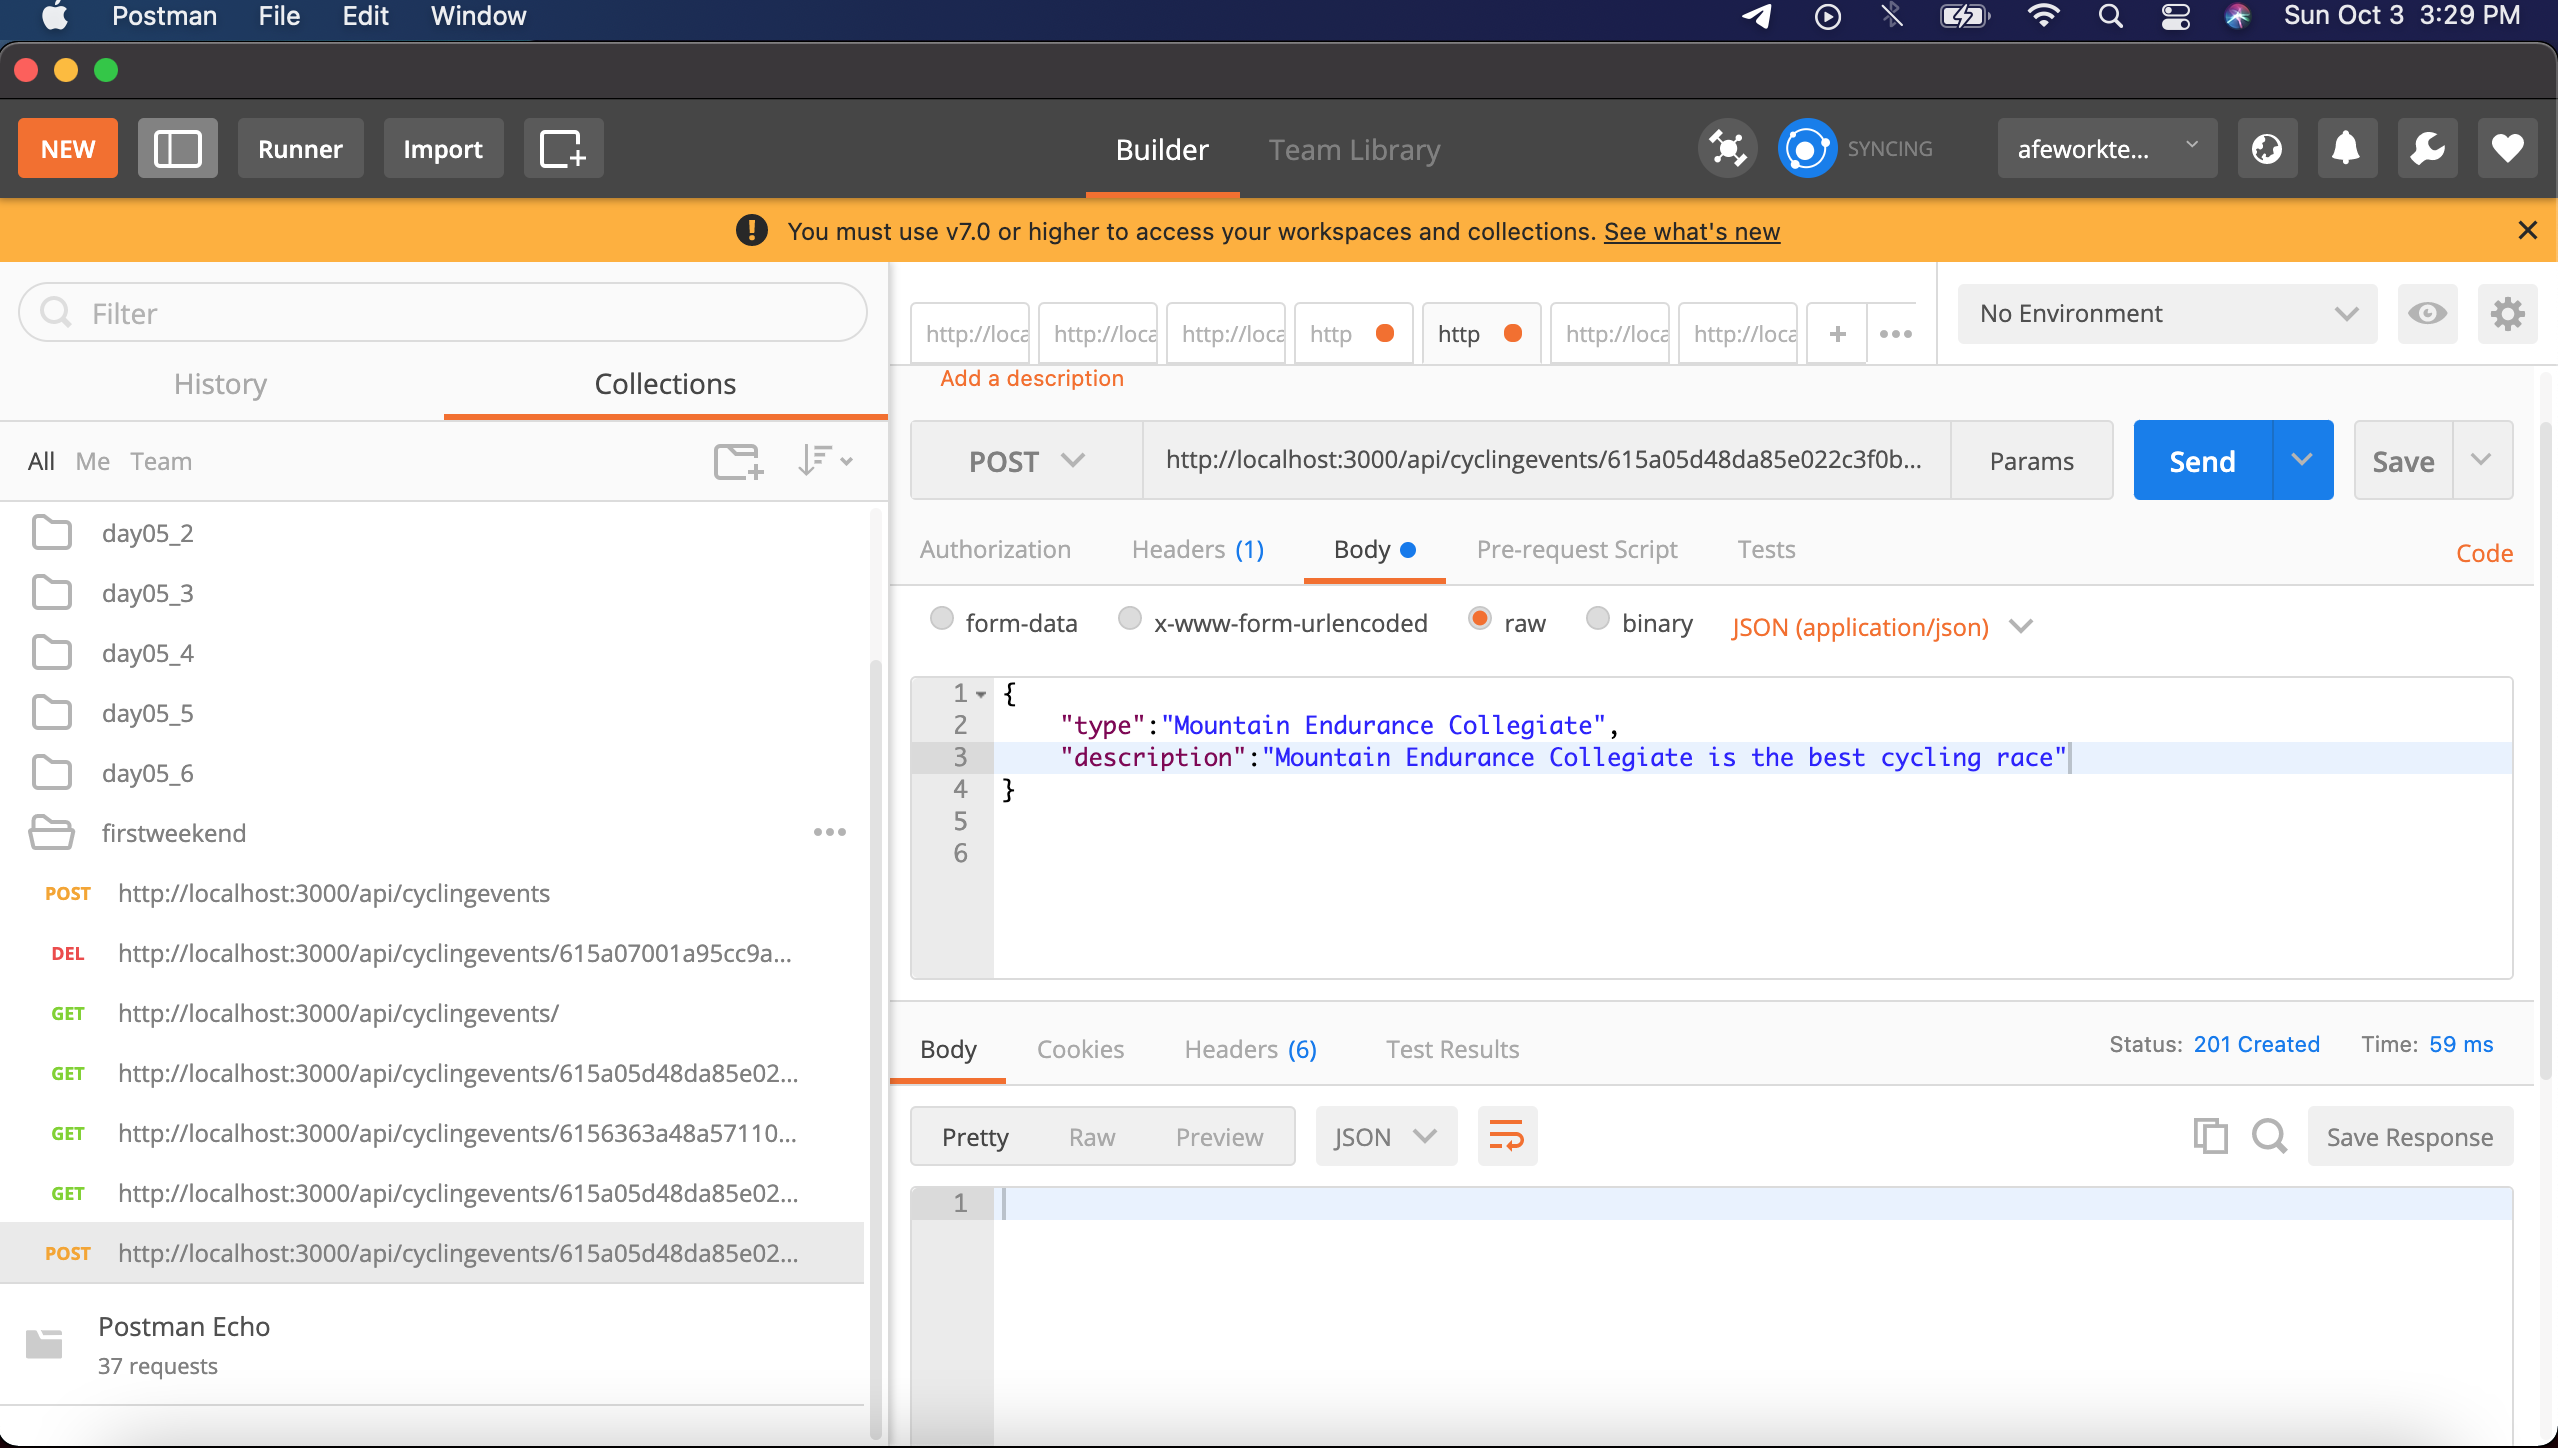 Postman File Edit Window Sun Oct 3 3:29 PM
NEW Runner Import Builder Team Library SYNCING afeworkte...
You must use v7.0 or higher to access your workspaces and collections. See what's new
Filter
History Collections
All Me Team
day05_2
day05_3
day05_4
day05_5
day05_6
firstweekend
POST http://localhost:3000/api/cyclingevents
DEL http://localhost:3000/api/cyclingevents/615a07001a95cc9a...
GET http://localhost:3000/api/cyclingevents/
GET http://localhost:3000/api/cyclingevents/615a05d48da85e02...
GET http://localhost:3000/api/cyclingevents/6156363a48a57110...
GET http://localhost:3000/api/cyclingevents/615a05d48da85e02...
POST http://localhost:3000/api/cyclingevents/615a05d48da85e02...
Postman Echo
37 requests
http://loca http://loca http://loca http http http://loca http://loca + No Environment
Add a description
POST http://localhost:3000/api/cyclingevents/615a05d48da85e022c3f0b... Params Send Save
Authorization Headers (1) Body Pre-request Script Tests Code
form-data x-www-form-urlencoded raw binary JSON (application/json)
1 {
2 "type":"Mountain Endurance Collegiate",
3 "description":"Mountain Endurance Collegiate is the best cycling race"
4 }
5
6
Body Cookies Headers (6) Test Results Status: 201 Created Time: 59 ms
Pretty Raw Preview JSON Save Response
1